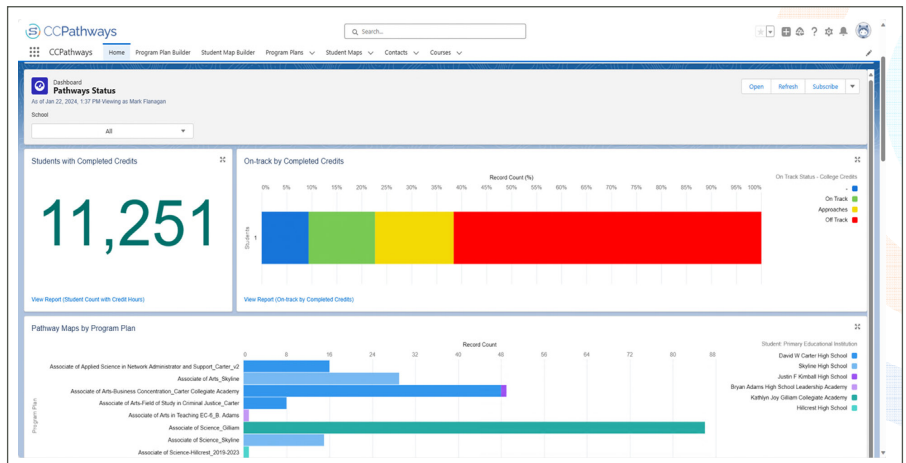 CCPathways
Search...
CCPathways Home Program Plan Builder Student Map Builder Program Plans Student Maps Contacts Courses
Dashboard
Pathways Status
As of Jan 22, 2024, 1:37 PM Viewing as Mark Flanagan
Open Refresh Subscribe
School
All
Students with Completed Credits
11,251
View Report (Student Count with Credit Hours)
On-track by Completed Credits
Record Count (%)
0% 5% 10% 15% 20% 25% 30% 35% 40% 45% 50% 55% 60% 65% 70% 75% 80% 85% 90% 95% 100%
Students
1
On Track Status - College Credits
-
On Track
Approaches
Off Track
View Report (On-track by Completed Credits)
Pathway Maps by Program Plan
Record Count
0 8 16 24 32 40 48 56 64 72 80 88
Program Plan
Associate of Applied Science in Network Administrator and Support_Carter_v2
Associate of Arts_Skyline
Associate of Arts-Business Concentration_Carter Collegiate Academy
Associate of Arts-Field of Study in Criminal Justice_Carter
Associate of Arts in Teaching EC-6_B. Adams
Associate of Science_Gilliam
Associate of Science_Skyline
Associate of Science-Hillcrest_2019-2023
Student: Primary Educational Institution
David W Carter High School
Skyline High School
Justin F Kimball High School
Bryan Adams High School Leadership Academy
Kathlyn Joy Gilliam Collegiate Academy
Hillcrest High School